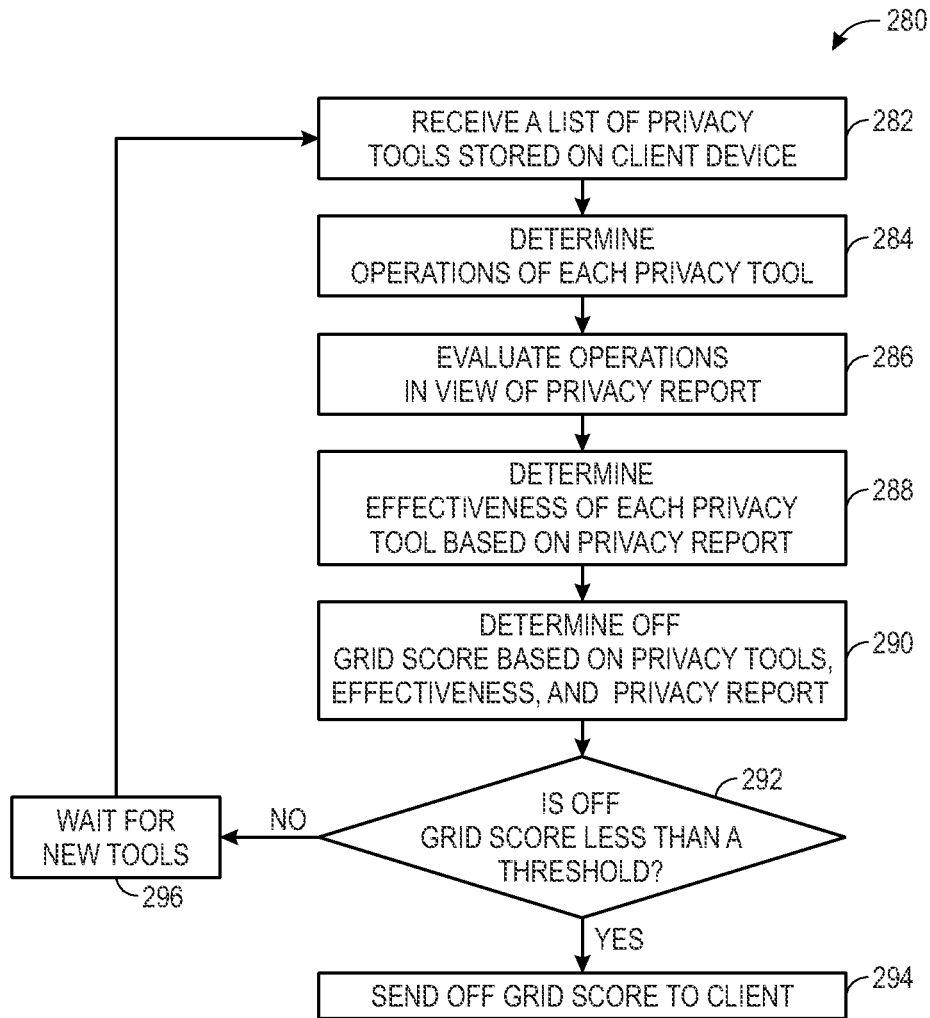 280
RECEIVE A LIST OF PRIVACY
TOOLS STORED ON CLIENT DEVICE
282
DETERMINE
OPERATIONS OF EACH PRIVACY TOOL
284
EVALUATE OPERATIONS
IN VIEW OF PRIVACY REPORT
286
DETERMINE
EFFECTIVENESS OF EACH PRIVACY
TOOL BASED ON PRIVACY REPORT
288
DETERMINE OFF
GRID SCORE BASED ON PRIVACY TOOLS,
EFFECTIVENESS, AND PRIVACY REPORT
290
IS OFF
GRID SCORE LESS THAN A
THRESHOLD?
292
NO
WAIT FOR
NEW TOOLS
296
YES
SEND OFF GRID SCORE TO CLIENT
294